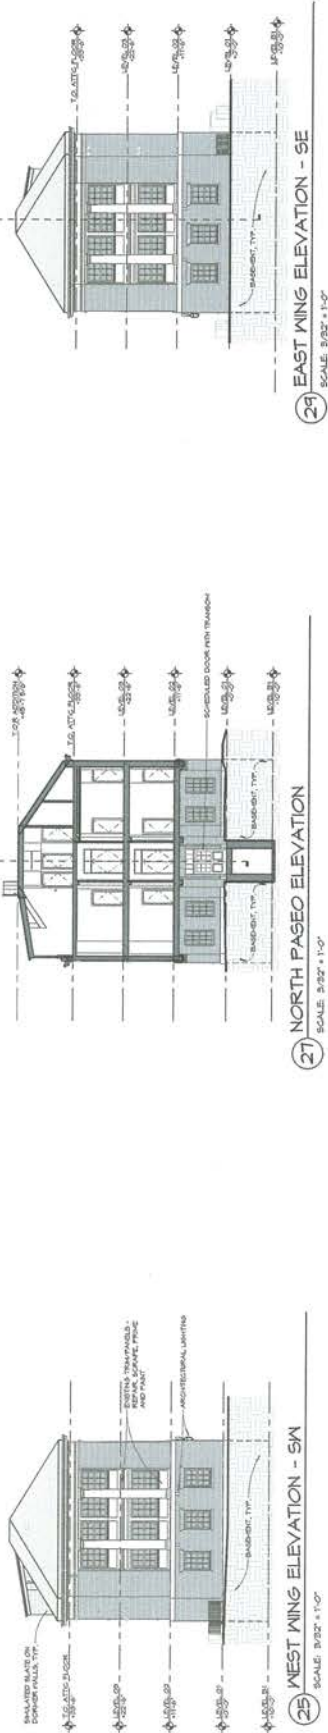 T.O. ATTIC FLOOR
LEVEL 03
LEVEL 02
LEVEL 01
LEVEL B1
BASEMENT, TYP.
29
EAST WING ELEVATION - SE
SCALE: 3/32" = 1'-0"
T.O.R. ADDITION
T.O. ATTIC FLOOR
LEVEL 03
LEVEL 02
SCHEDULED DOOR WITH TRANSOM
LEVEL 01
LEVEL B1
BASEMENT, TYP.
BASEMENT, TYP.
27
NORTH PASEO ELEVATION
SCALE: 3/32" = 1'-0"
SIMULATED SLATE ON
DORMER WALLS, TYP.
T.O. ATTIC FLOOR
LEVEL 03
LEVEL 02
LEVEL 01
LEVEL B1
EXISTING TRIM/PANELS -
REPAIR, SCRAPE, PRIME
AND PAINT
ARCHITECTURAL LIGHTING
BASEMENT, TYP.
25
WEST WING ELEVATION - SW
SCALE: 3/32" = 1'-0"